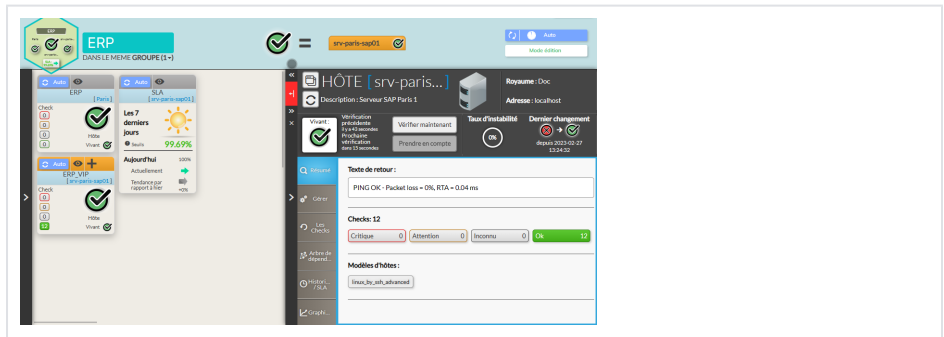 ERP
ERP
DANS LE MEME GROUPE (1~)
=
srv-paris-sap01
Auto
Mode édition
Auto
ERP
[ Paris ]
Check
0
0
0
0
Hôte
Vivant
Auto
SLA
[ srv-paris-sap01 ]
Les 7
derniers
jours
Seuils
99.69%
Aujourd'hui
100%
Actuellement
Tendance par
rapport à hier
+0%
Auto
ERP_VIP
[ srv-paris-sap01 ]
Check
0
0
0
12
Hôte
Vivant
HÔTE [ srv-paris... ]
Description : Serveur SAP Paris 1
Royaume : Doc
Adresse : localhost
Vivant :
Vérification
précédente
il y a 43 secondes
Prochaine
vérification
dans 15 secondes
Vérifier maintenant
Prendre en compte
Taux d'instabilité
0%
Dernier changement
depuis 2023-02-27
13:24:32
Résumé
Gérer
Les
Checks
Arbre de
dépend...
Histori...
/ SLA
Graphi...
Texte de retour :
PING OK - Packet loss = 0%, RTA = 0.04 ms
Checks: 12
Critique 0
Attention 0
Inconnu 0
Ok 12
Modèles d'hôtes :
linux_by_ssh_advanced